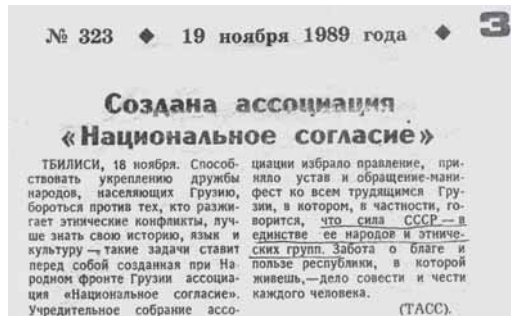 № 323 ◆ 19 ноября 1989 года ◆ 3
Создана ассоциация
«Национальное согласие»
ТБИЛИСИ, 18 ноября. Способ-
ствовать укреплению дружбы
народов, населяющих Грузию,
бороться против тех, кто разжи-
гает этнические конфликты, луч-
ше знать свою историю, язык и
культуру — такие задачи ставит
перед собой созданная при На-
родном фронте Грузии ассоциа-
ция «Национальное согласие».
Учредительное собрание ассо-
циации избрало правление, при-
няло устав и обращение-мани-
фест ко всем трудящимся Гру-
зии, в котором, в частности, го-
ворится, что сила СССР — в
единстве ее народов и этниче-
ских групп. Забота о благе и
пользе республики, в которой
живешь,—дело совести и чести
каждого человека.
(ТАСС).